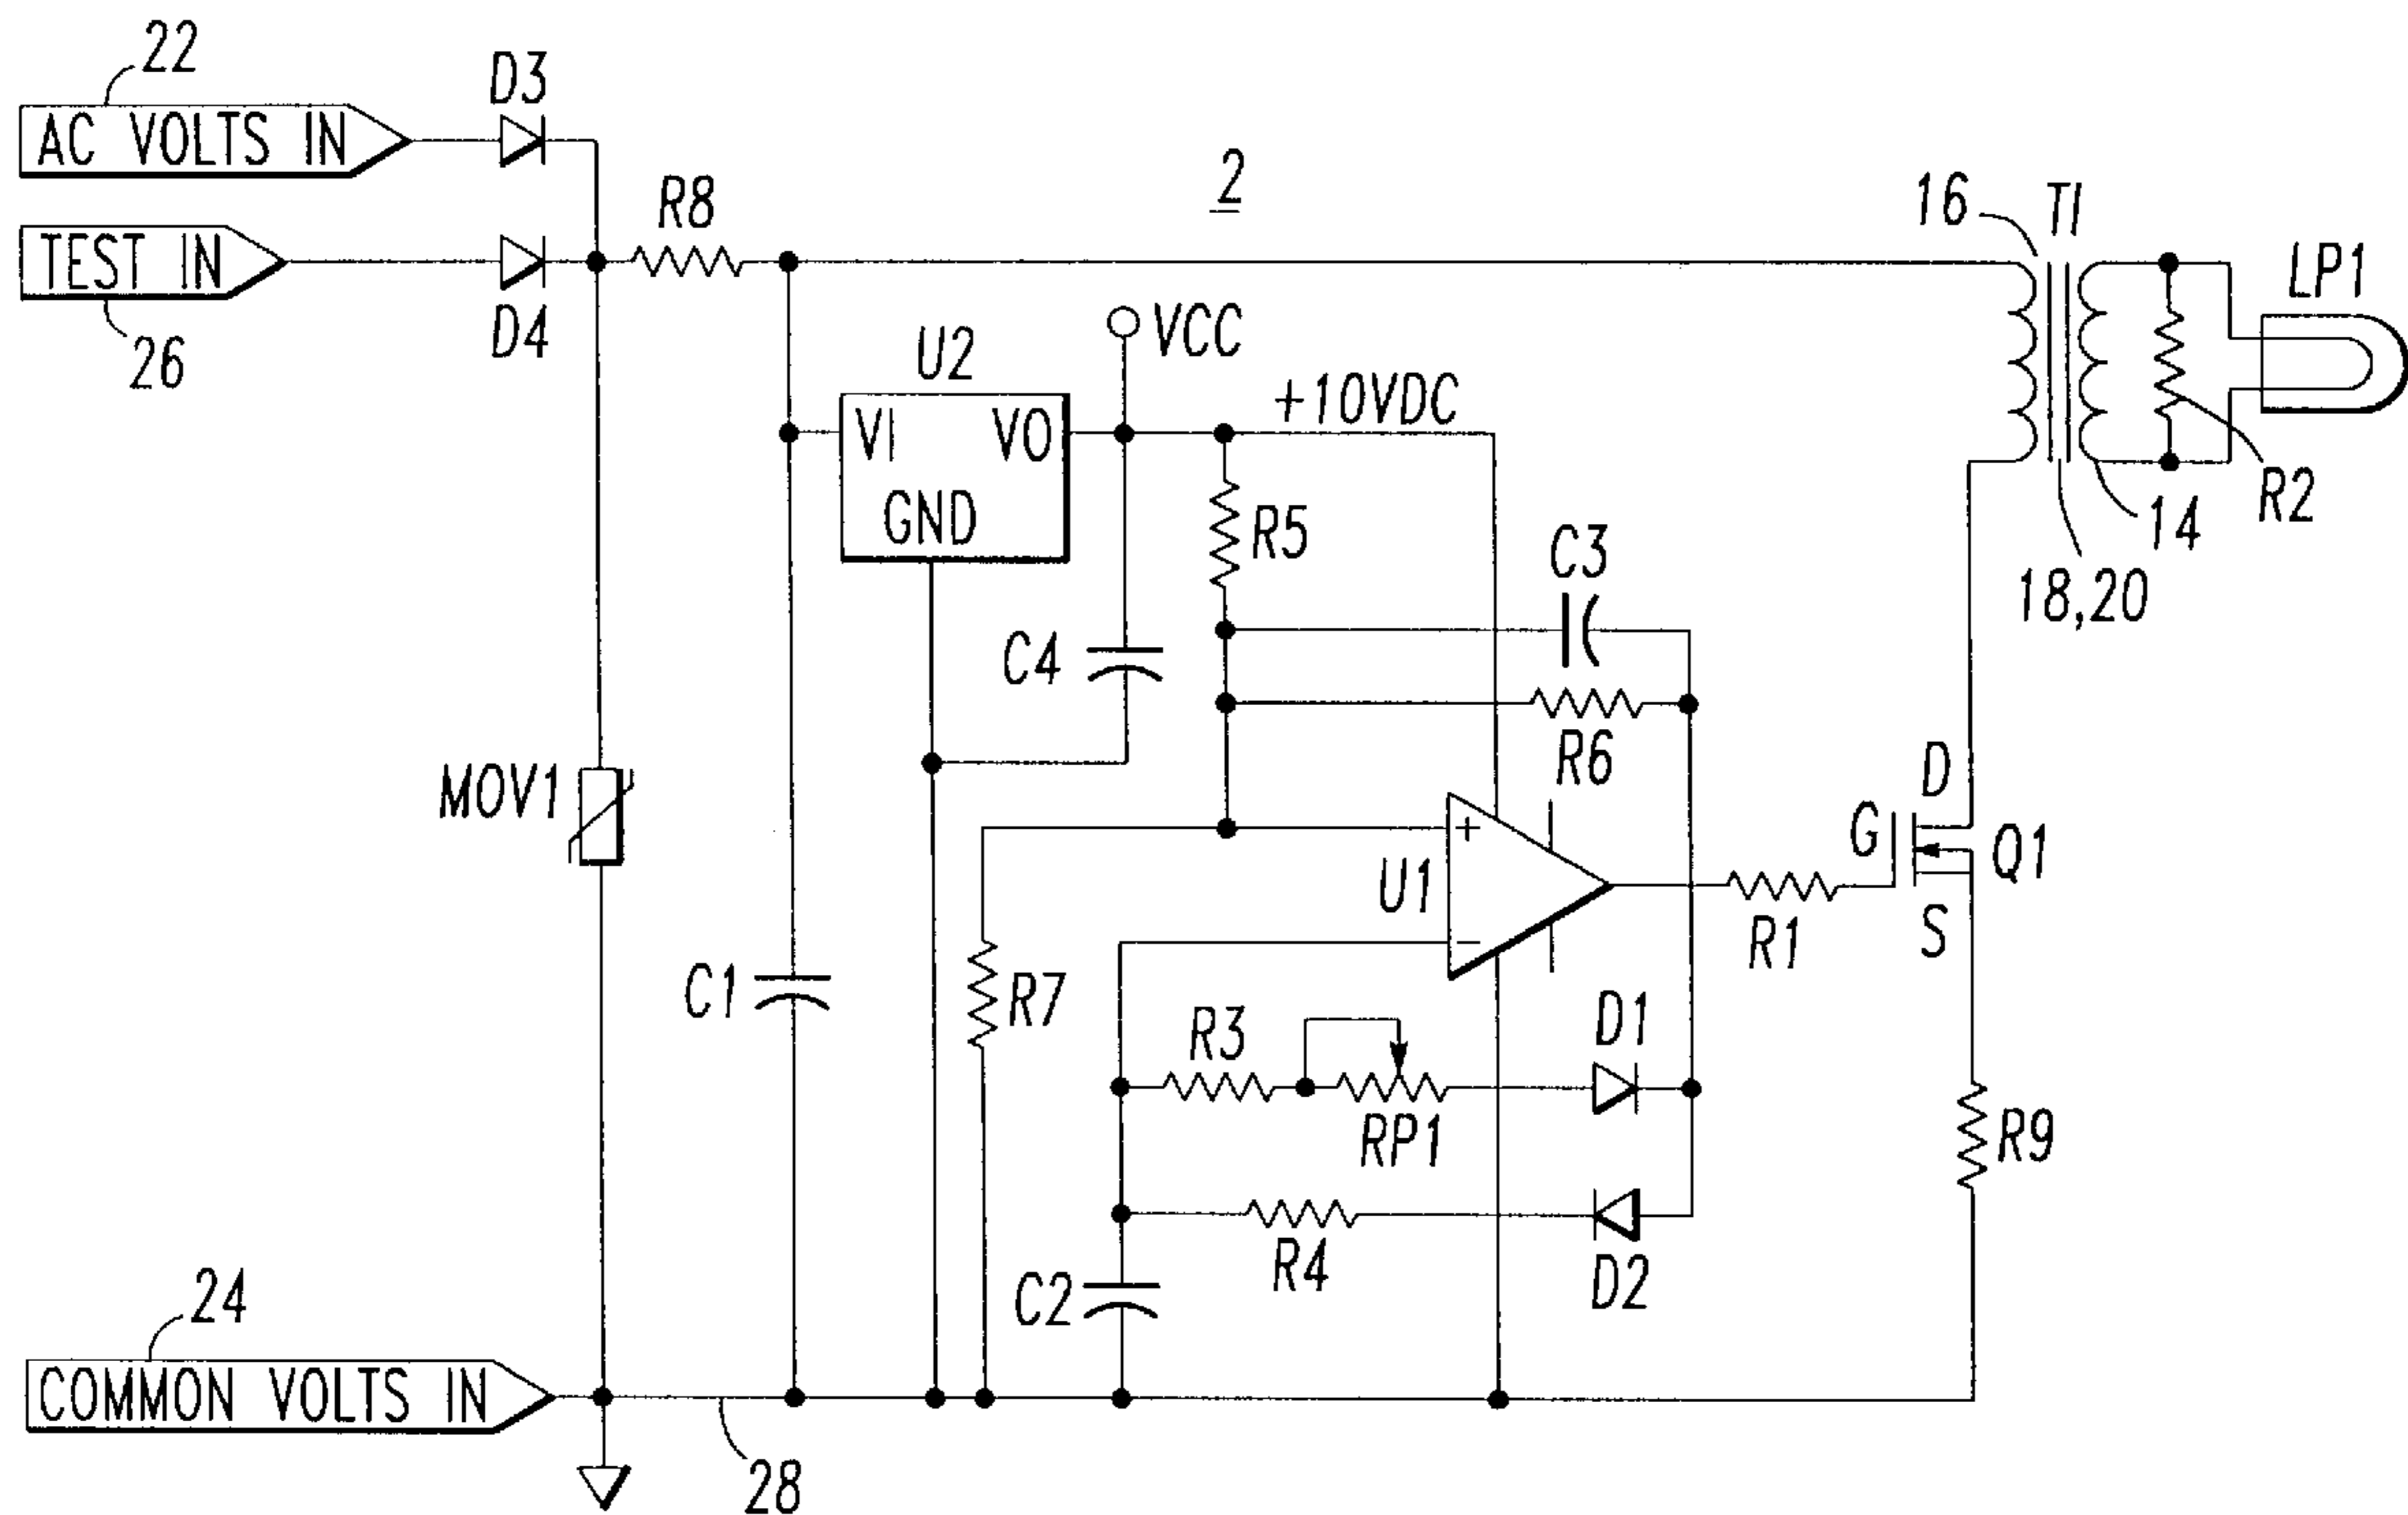 22
D3
AC VOLTS IN
2
R8
16
T1
TEST IN
LP1
D4
26
U2
VCC
+10VDC
VI VO
GND
R5
R2
14
C3
18,20
C4
R6
MOV1
D
G
Q1
+
U1
S
R1
−
C1
R7
R3
D1
RP1
R9
R4
D2
C2
24
COMMON VOLTS IN
28